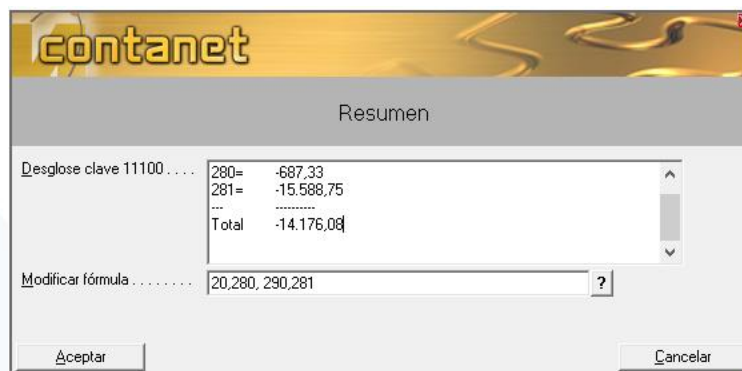 contanet
Resumen
Desglose clave 11100 . . . .
280= -687,33
281= -15.588,75
--- ----------
Total -14.176,08
Modificar fórmula . . . . . . . .
20,280, 290,281
?
Aceptar
Cancelar